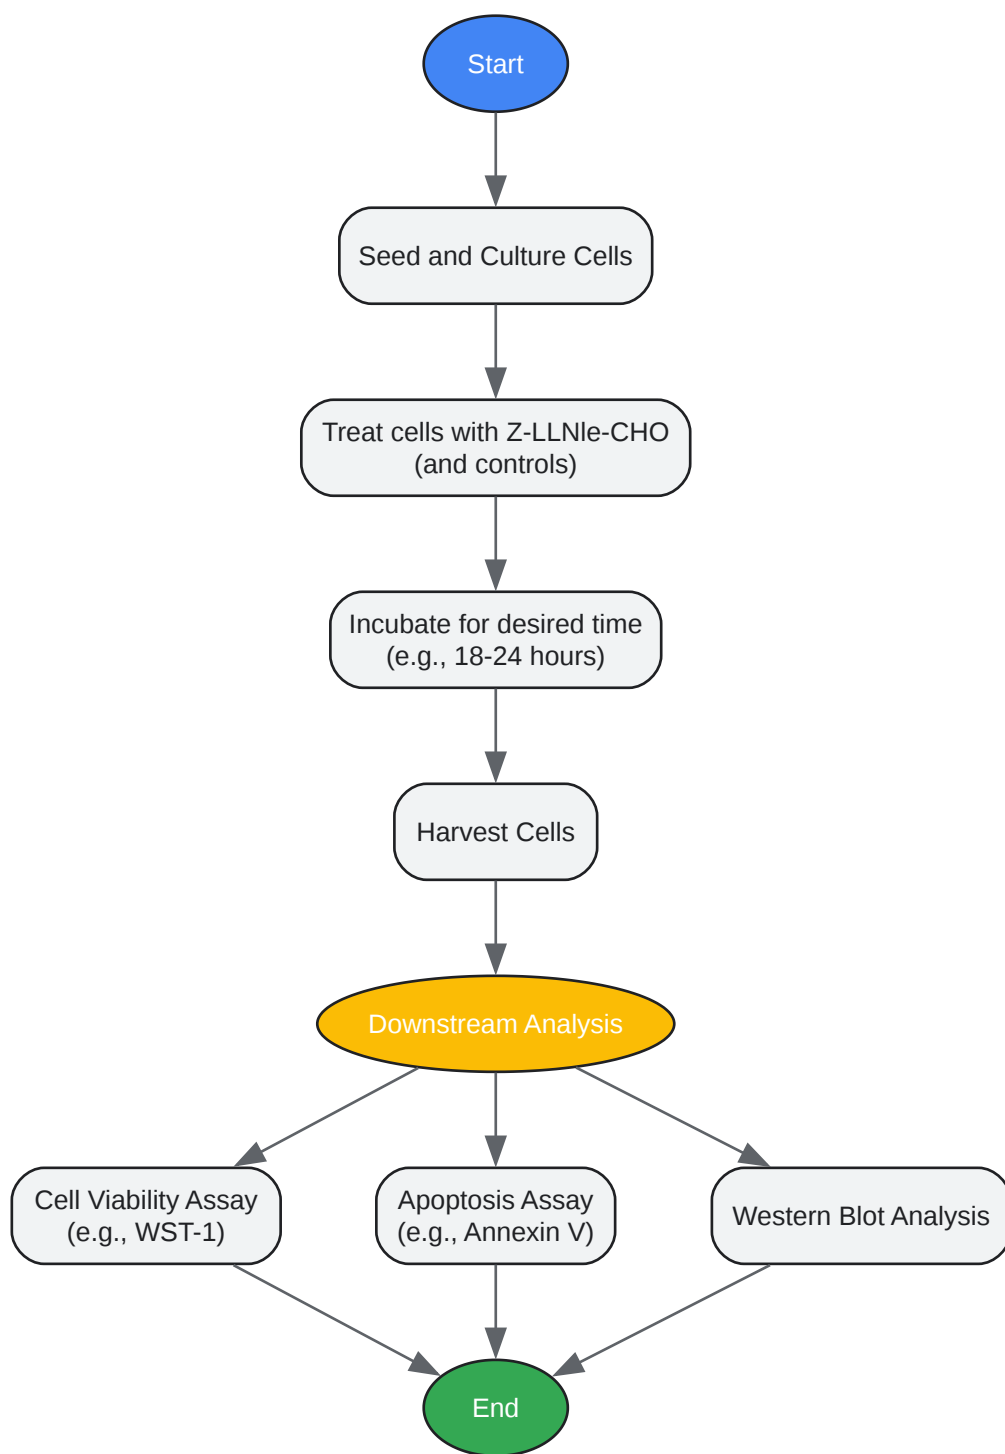 Start
Seed and Culture Cells
Treat cells with Z-LLNle-CHO
(and controls)
Incubate for desired time
(e.g., 18-24 hours)
Harvest Cells
Downstream Analysis
Cell Viability Assay
(e.g., WST-1)
Apoptosis Assay
(e.g., Annexin V)
Western Blot Analysis
End